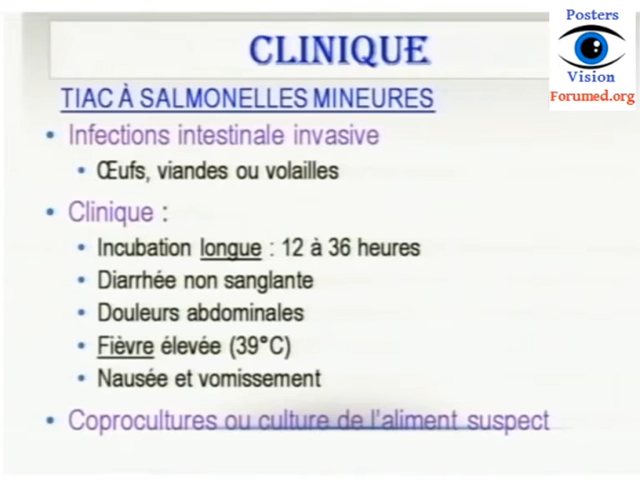 Posters
Vision
Forumed.org
CLINIQUE
TIAC À SALMONELLES MINEURES
• Infections intestinale invasive
• Œufs, viandes ou volailles
• Clinique :
• Incubation longue : 12 à 36 heures
• Diarrhée non sanglante
• Douleurs abdominales
• Fièvre élevée (39°C)
• Nausée et vomissement
• Coprocultures ou culture de l'aliment suspect